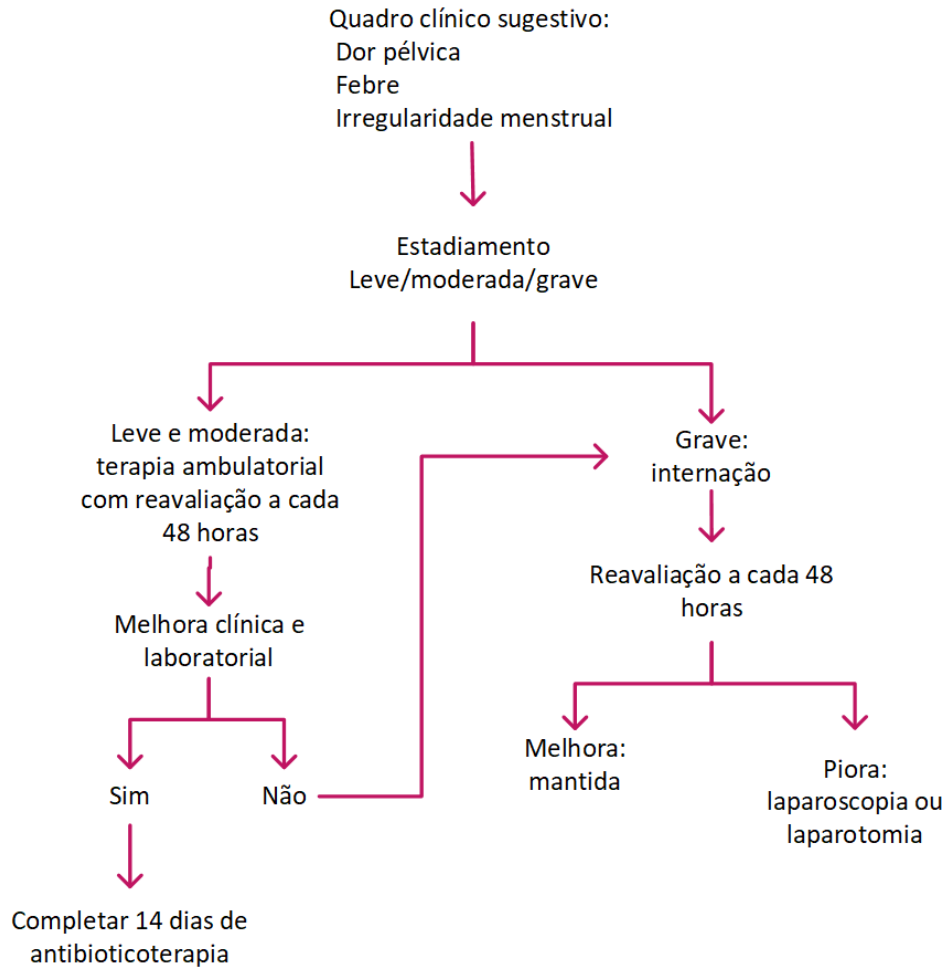 Quadro clínico sugestivo:
Dor pélvica
Febre
Irregularidade menstrual
Estadiamento
Leve/moderada/grave
Leve e moderada:
terapia ambulatorial
com reavaliação a cada
48 horas
Melhora clínica e
laboratorial
Sim
Não
Completar 14 dias de
antibioticoterapia
Grave:
internação
Reavaliação a cada 48
horas
Melhora:
mantida
Piora:
laparoscopia ou
laparotomia